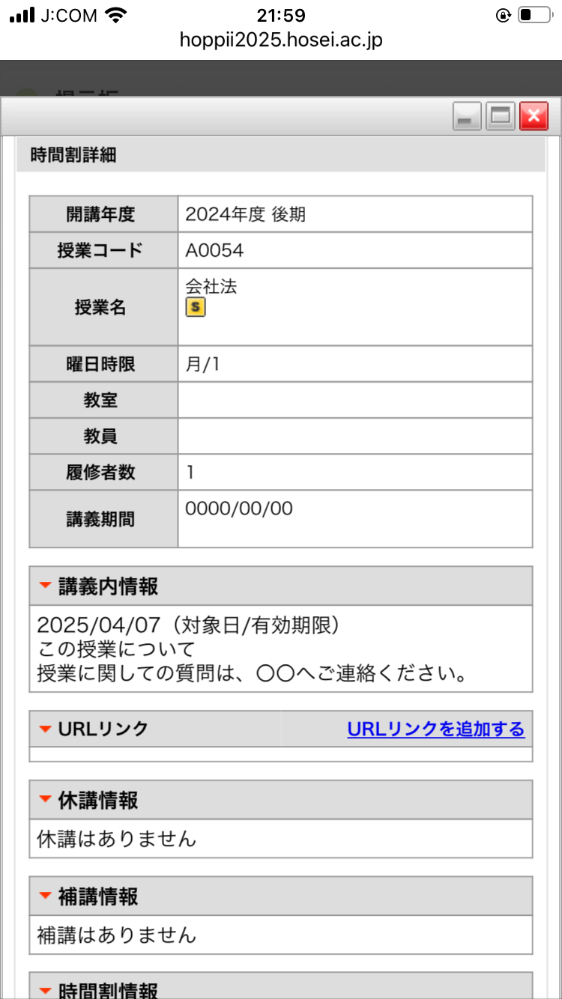 J:COM 21:59
hoppii2025.hosei.ac.jp
時間割詳細
開講年度 2024年度 後期
授業コード A0054
授業名 会社法
S
曜日時限 月/1
教室
教員
履修者数 1
講義期間 0000/00/00
講義内情報
2025/04/07（対象日/有効期限）
この授業について
授業に関しての質問は、〇〇へご連絡ください。
URLリンク URLリンクを追加する
休講情報
休講はありません
補講情報
補講はありません
時間割情報